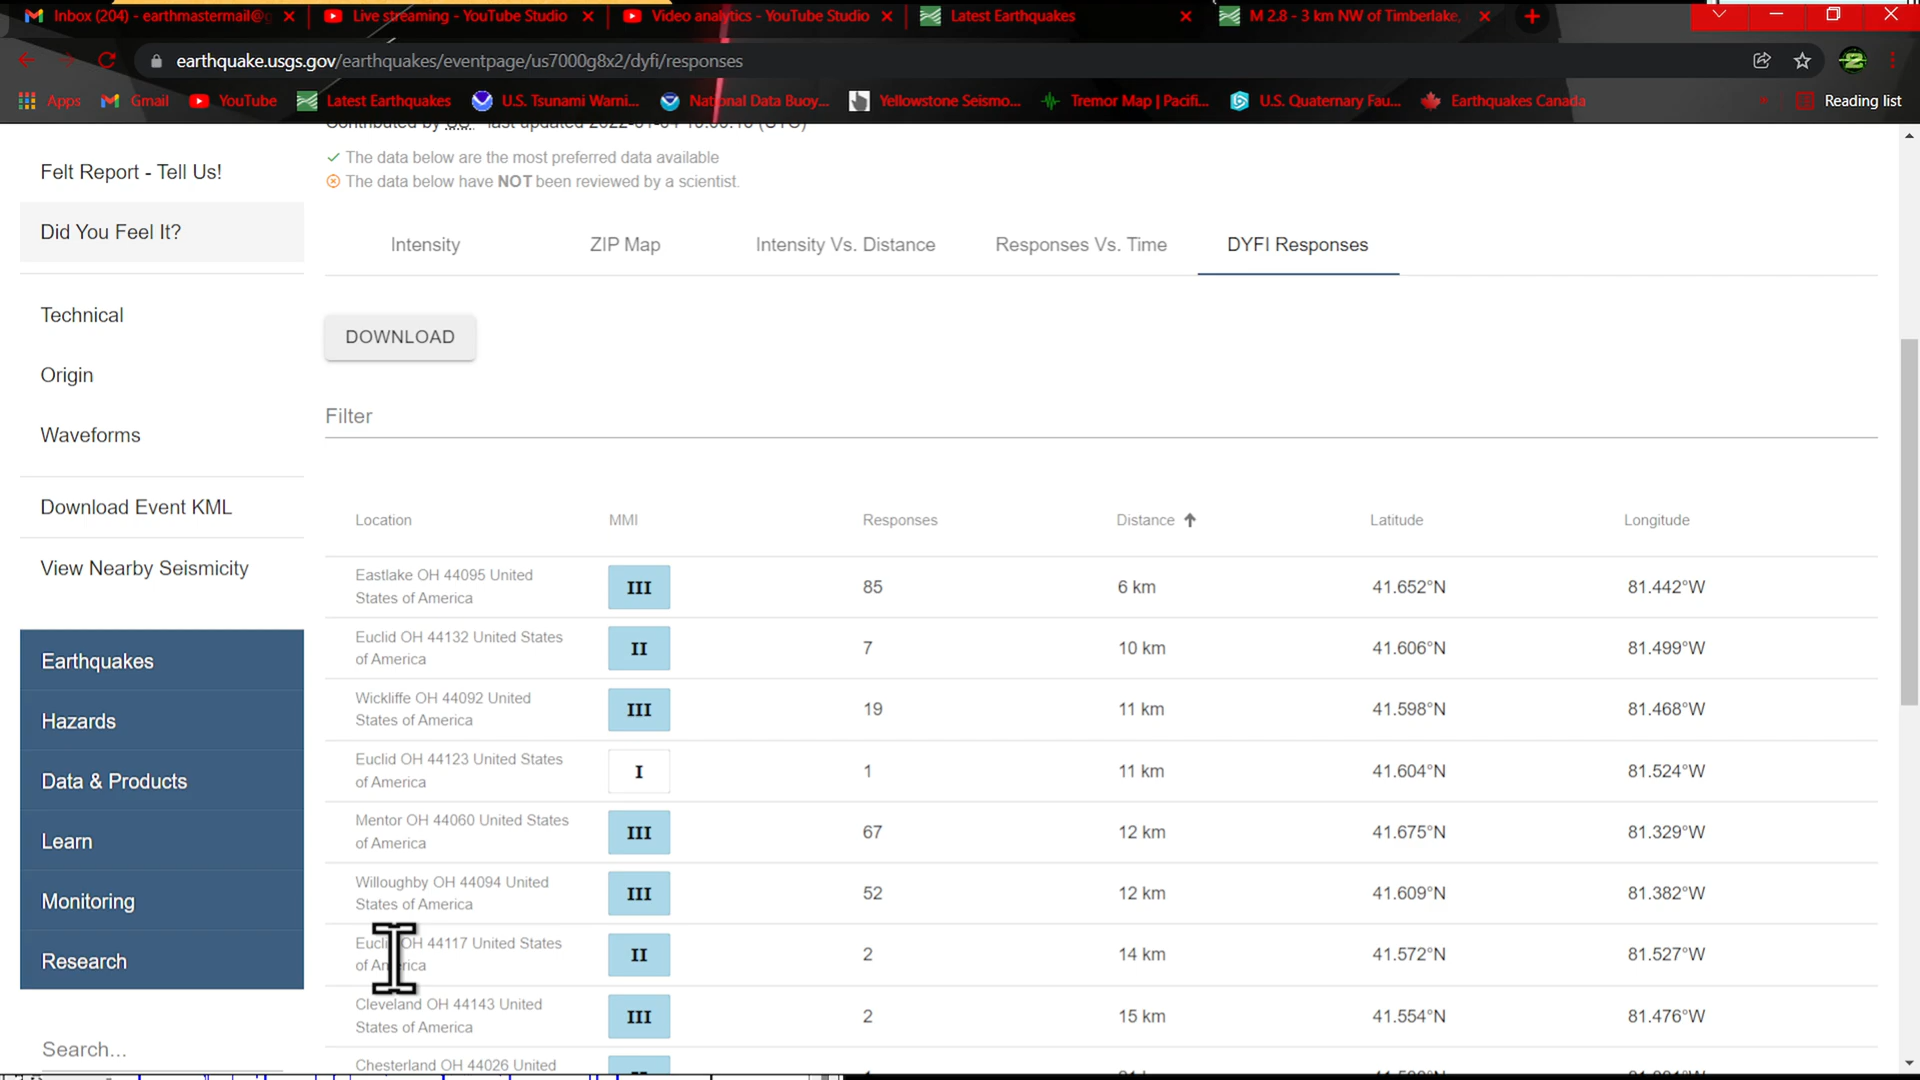 Inbox (204) - earthmastermail@g
Live streaming - YouTube Studio
Video analytics - YouTube Studio
Latest Earthquakes
M 2.8 - 3 km NW of Timberlake,
earthquake.usgs.gov/earthquakes/eventpage/us7000g8x2/dyfi/responses
Apps
Gmail
YouTube
Latest Earthquakes
U.S. Tsunami Warni...
National Data Buoy...
Yellowstone Seismo...
Tremor Map | Pacifi...
U.S. Quaternary Fau...
Earthquakes Canada
Reading list
Contributed by US last updated
The data below are the most preferred data available
The data below have NOT been reviewed by a scientist.
Felt Report - Tell Us!
Did You Feel It?
Technical
Origin
Waveforms
Download Event KML
View Nearby Seismicity
Earthquakes
Hazards
Data & Products
Learn
Monitoring
Research
Search...
Intensity
ZIP Map
Intensity Vs. Distance
Responses Vs. Time
DYFI Responses
DOWNLOAD
Filter
Location MMI Responses Distance Latitude Longitude
Eastlake OH 44095 United
States of America
III 85 6 km 41.652°N 81.442°W
Euclid OH 44132 United States
of America
II 7 10 km 41.606°N 81.499°W
Wickliffe OH 44092 United
States of America
III 19 11 km 41.598°N 81.468°W
Euclid OH 44123 United States
of America
I 1 11 km 41.604°N 81.524°W
Mentor OH 44060 United States
of America
III 67 12 km 41.675°N 81.329°W
Willoughby OH 44094 United
States of America
III 52 12 km 41.609°N 81.382°W
Euclid OH 44117 United States
of America
II 2 14 km 41.572°N 81.527°W
Cleveland OH 44143 United
States of America
III 2 15 km 41.554°N 81.476°W
Chesterland OH 44026 United